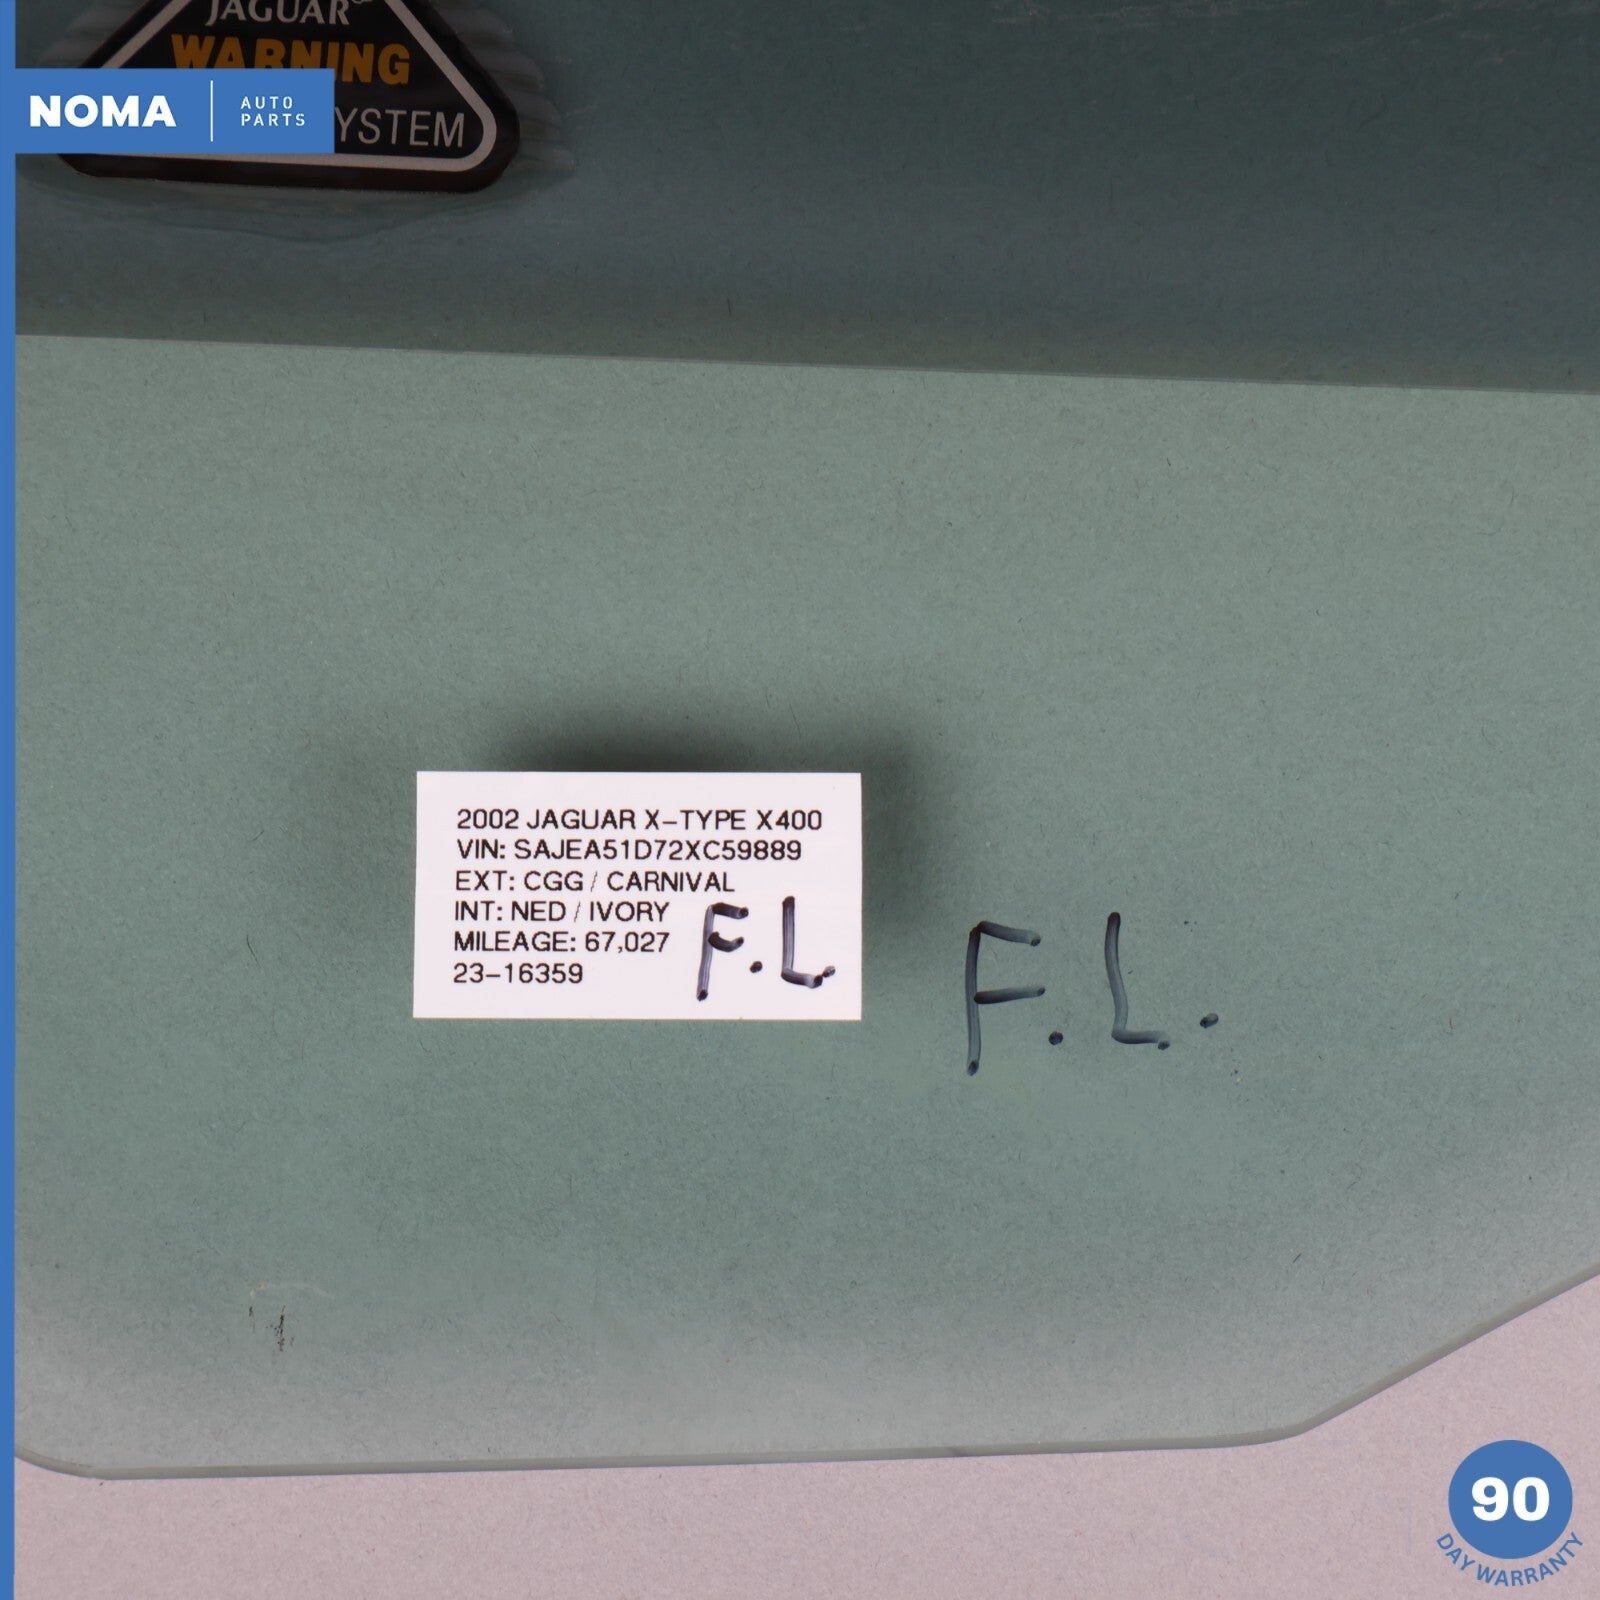 JAGUAR
WARNING
YSTEM
NOMA
AUTO
PARTS
2002 JAGUAR X-TYPE X400
VIN: SAJEA51D72XC59889
EXT: CGG / CARNIVAL
INT: NED / IVORY
MILEAGE: 67,027
23-16359
F.L.
F.L.
90
DAY WARRANTY